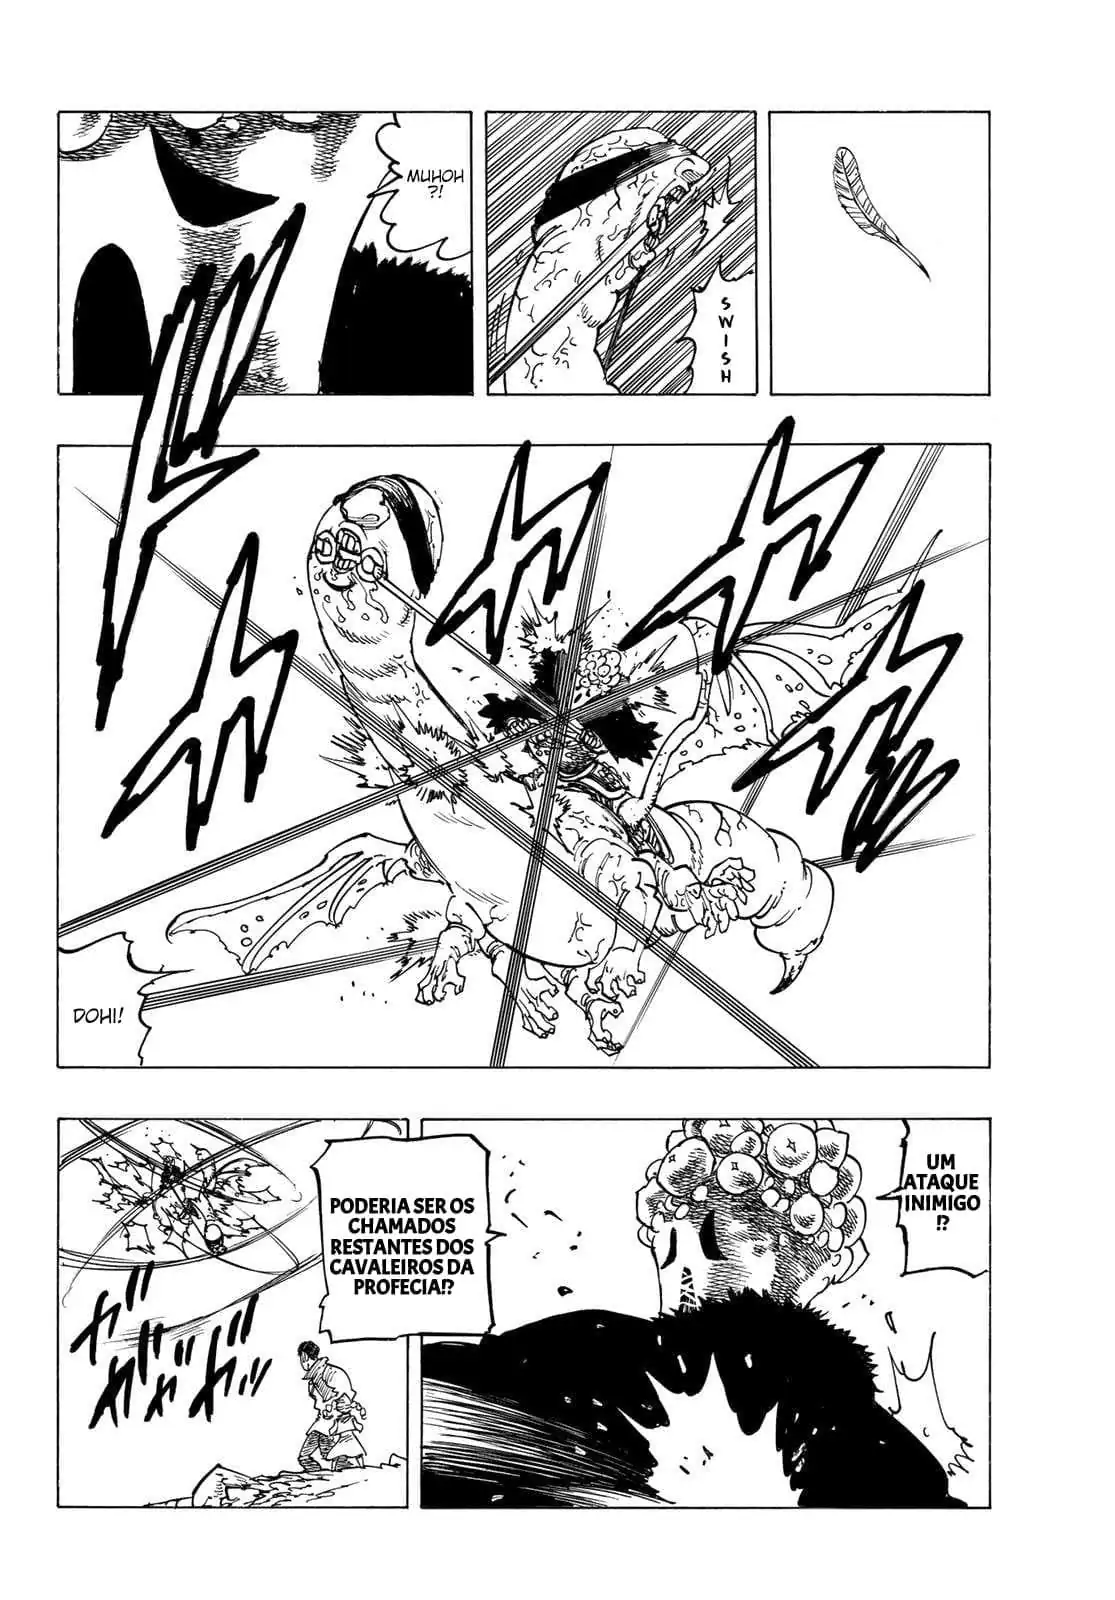 SWISH
MUHOH
?!
DOHI!
UM
ATAQUE
INIMIGO
!?
PODERIA SER OS
CHAMADOS
RESTANTES DOS
CAVALEIROS DA
PROFECIA!?